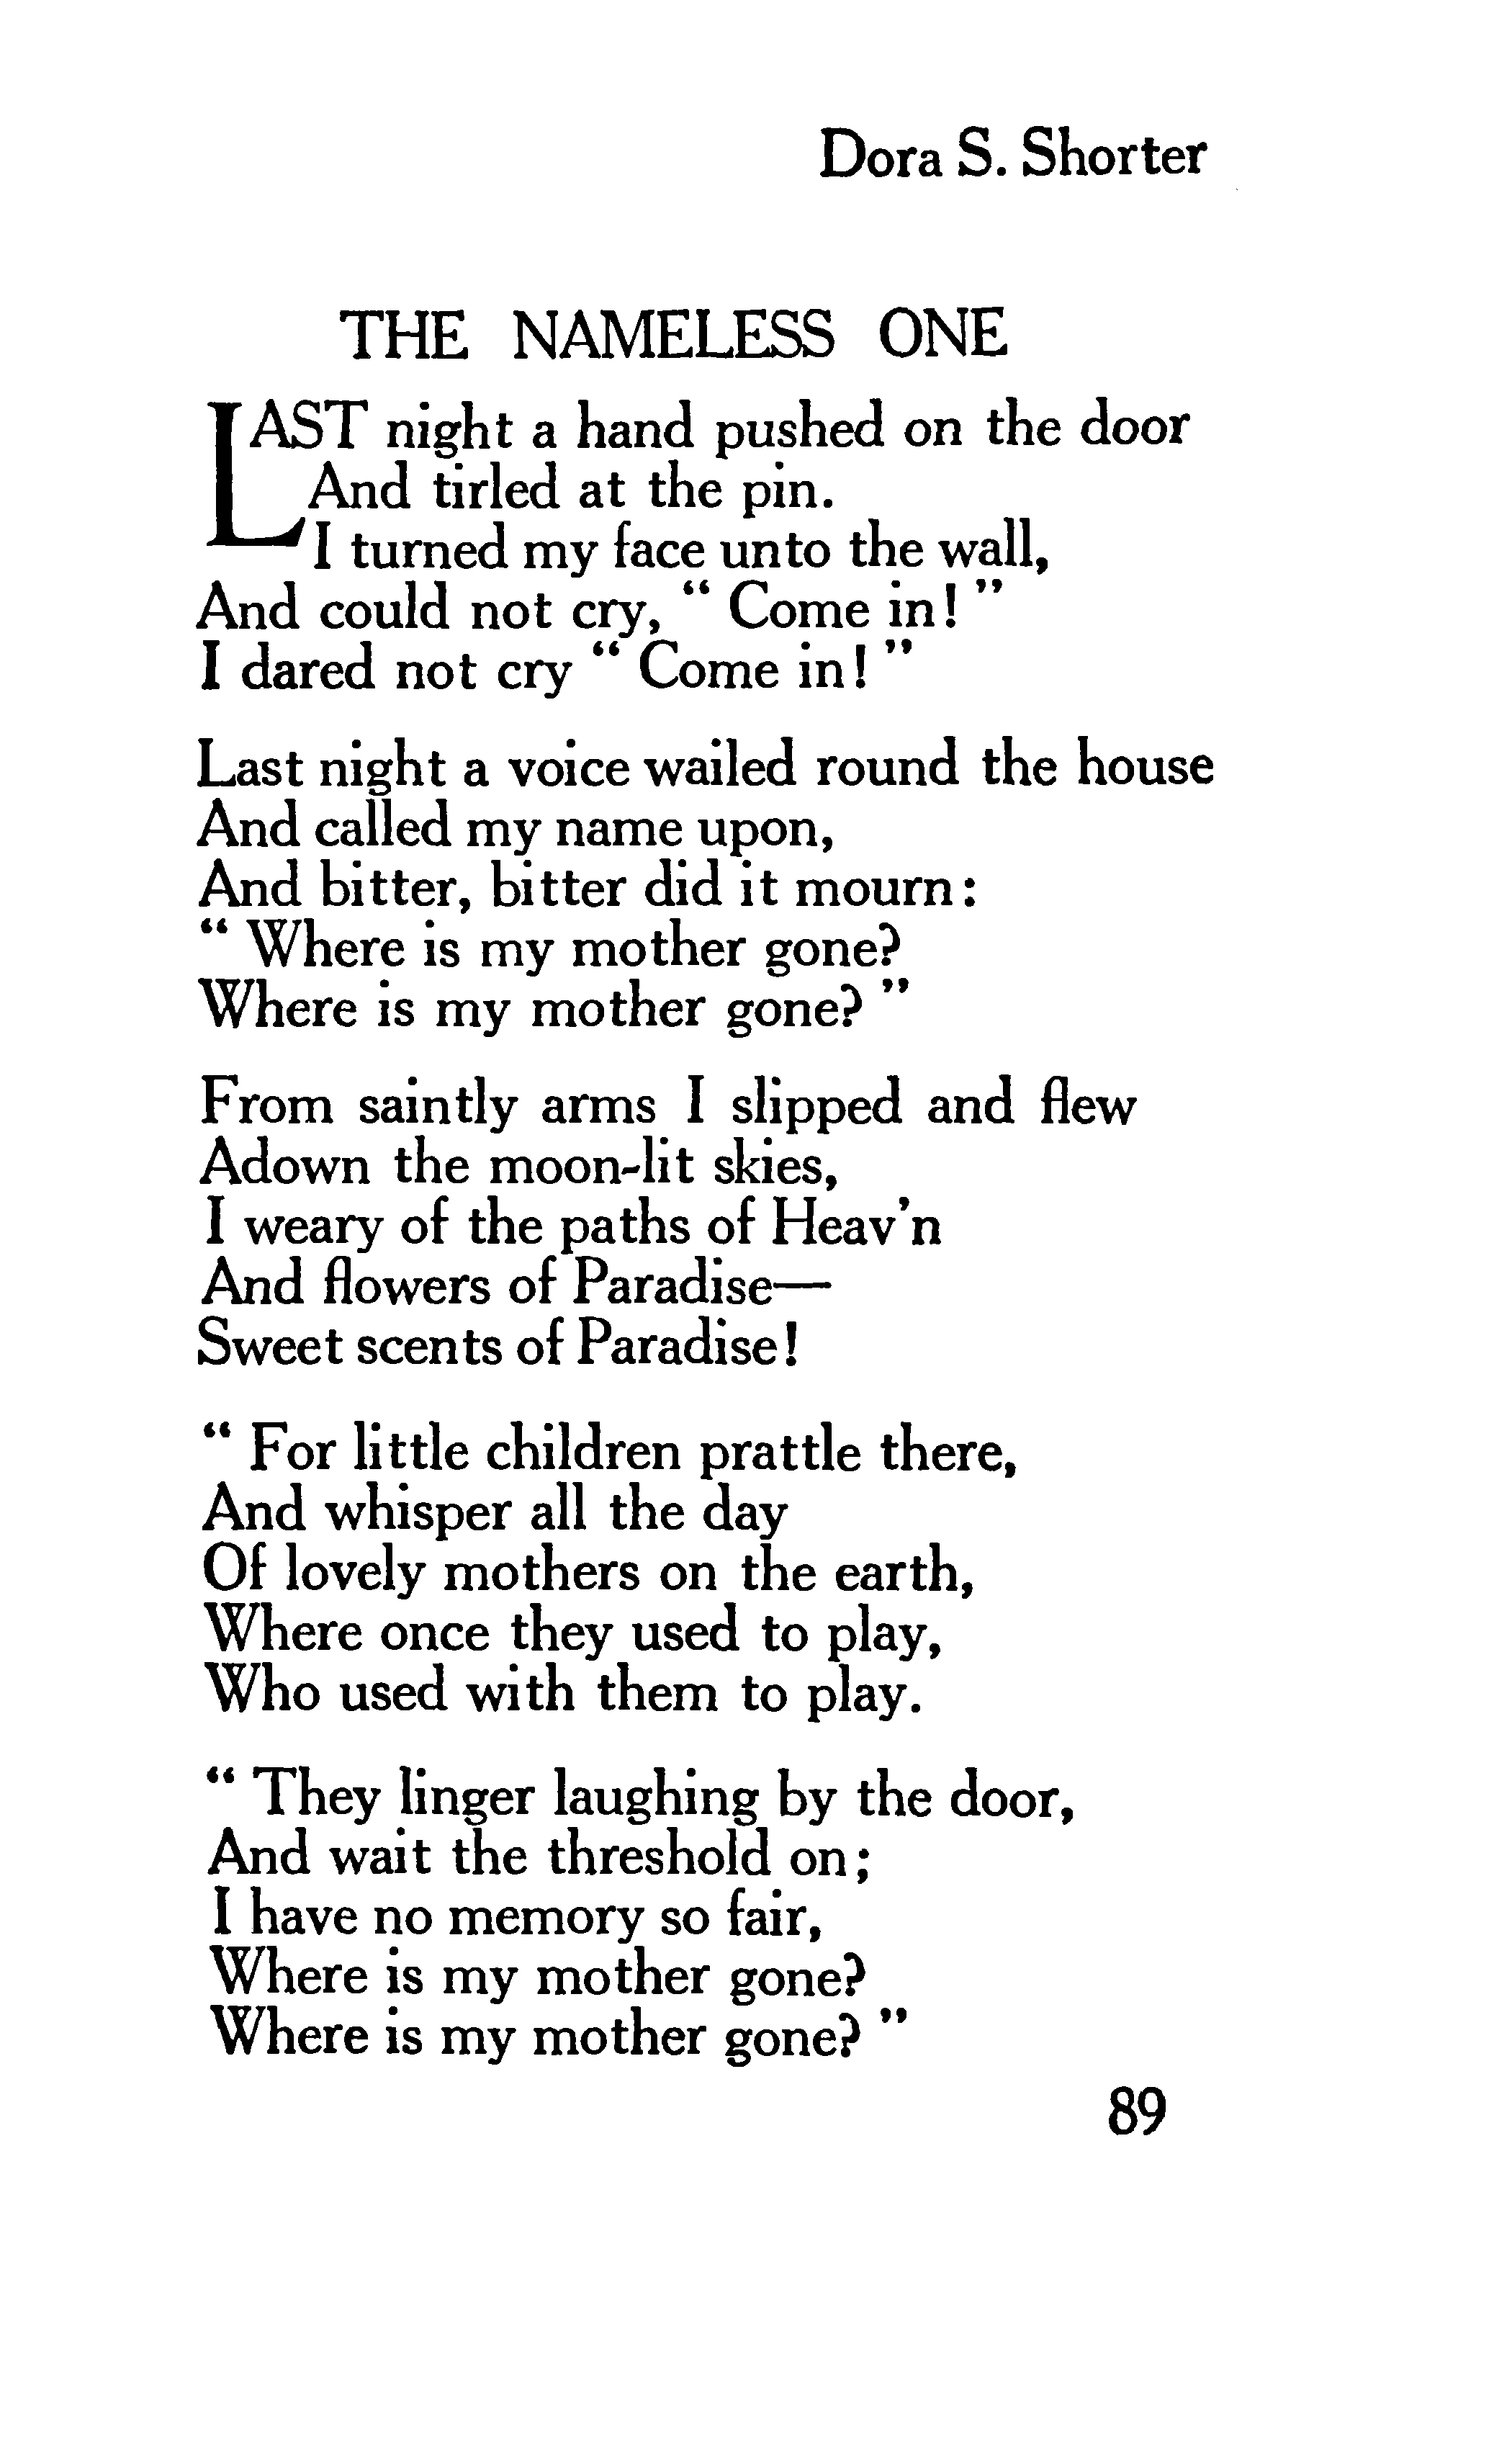 Dora S. Shorter
THE NAMELESS ONE
LAST night a hand pushed on the door
And tirled at the pin.
I turned my face unto the wall,
And could not cry, “ Come in! ”
I dared not cry “ Come in! ”
Last night a voice wailed round the house
And called my name upon,
And bitter, bitter did it mourn:
“ Where is my mother gone?
Where is my mother gone? ”
From saintly arms I slipped and flew
Adown the moon-lit skies,
I weary of the paths of Heav’n
And flowers of Paradise—
Sweet scents of Paradise!
“ For little children prattle there,
And whisper all the day
Of lovely mothers on the earth,
Where once they used to play,
Who used with them to play.
“ They linger laughing by the door,
And wait the threshold on;
I have no memory so fair,
Where is my mother gone?
Where is my mother gone? ”
89